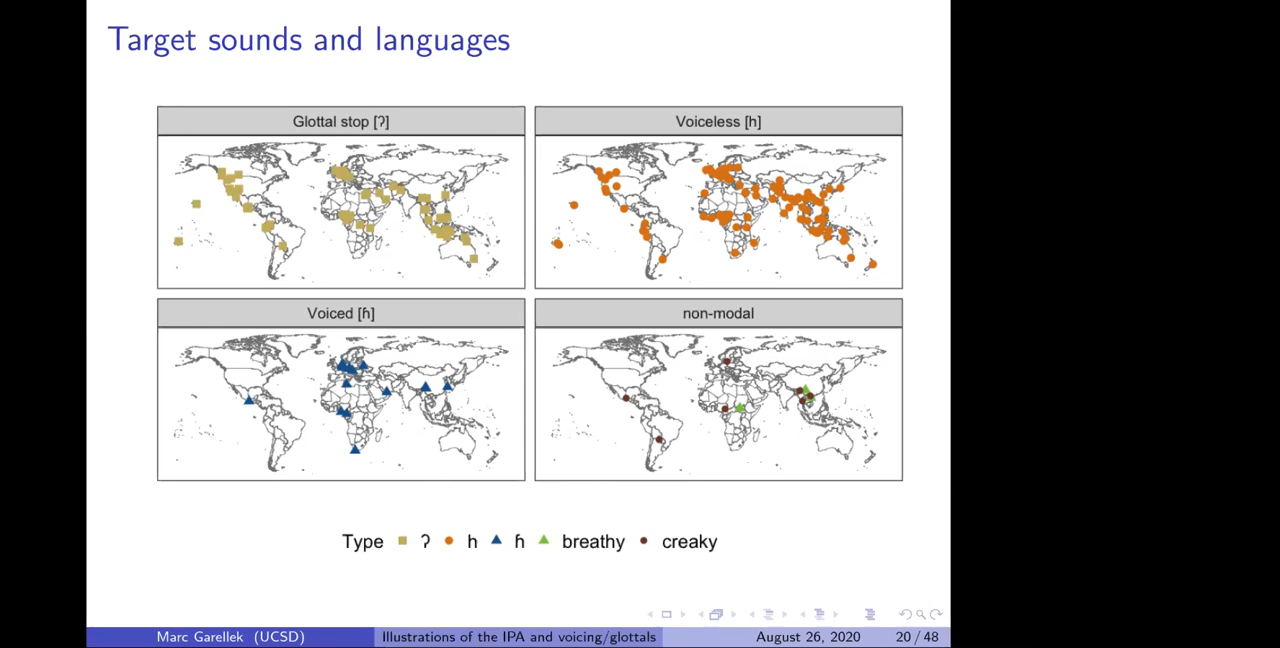 Target sounds and languages
Glottal stop [ʔ]
Voiceless [h]
Voiced [ɦ]
non-modal
Type ʔ h ɦ breathy creaky
Marc Garellek (UCSD) Illustrations of the IPA and voicing/glottals August 26, 2020 20 / 48